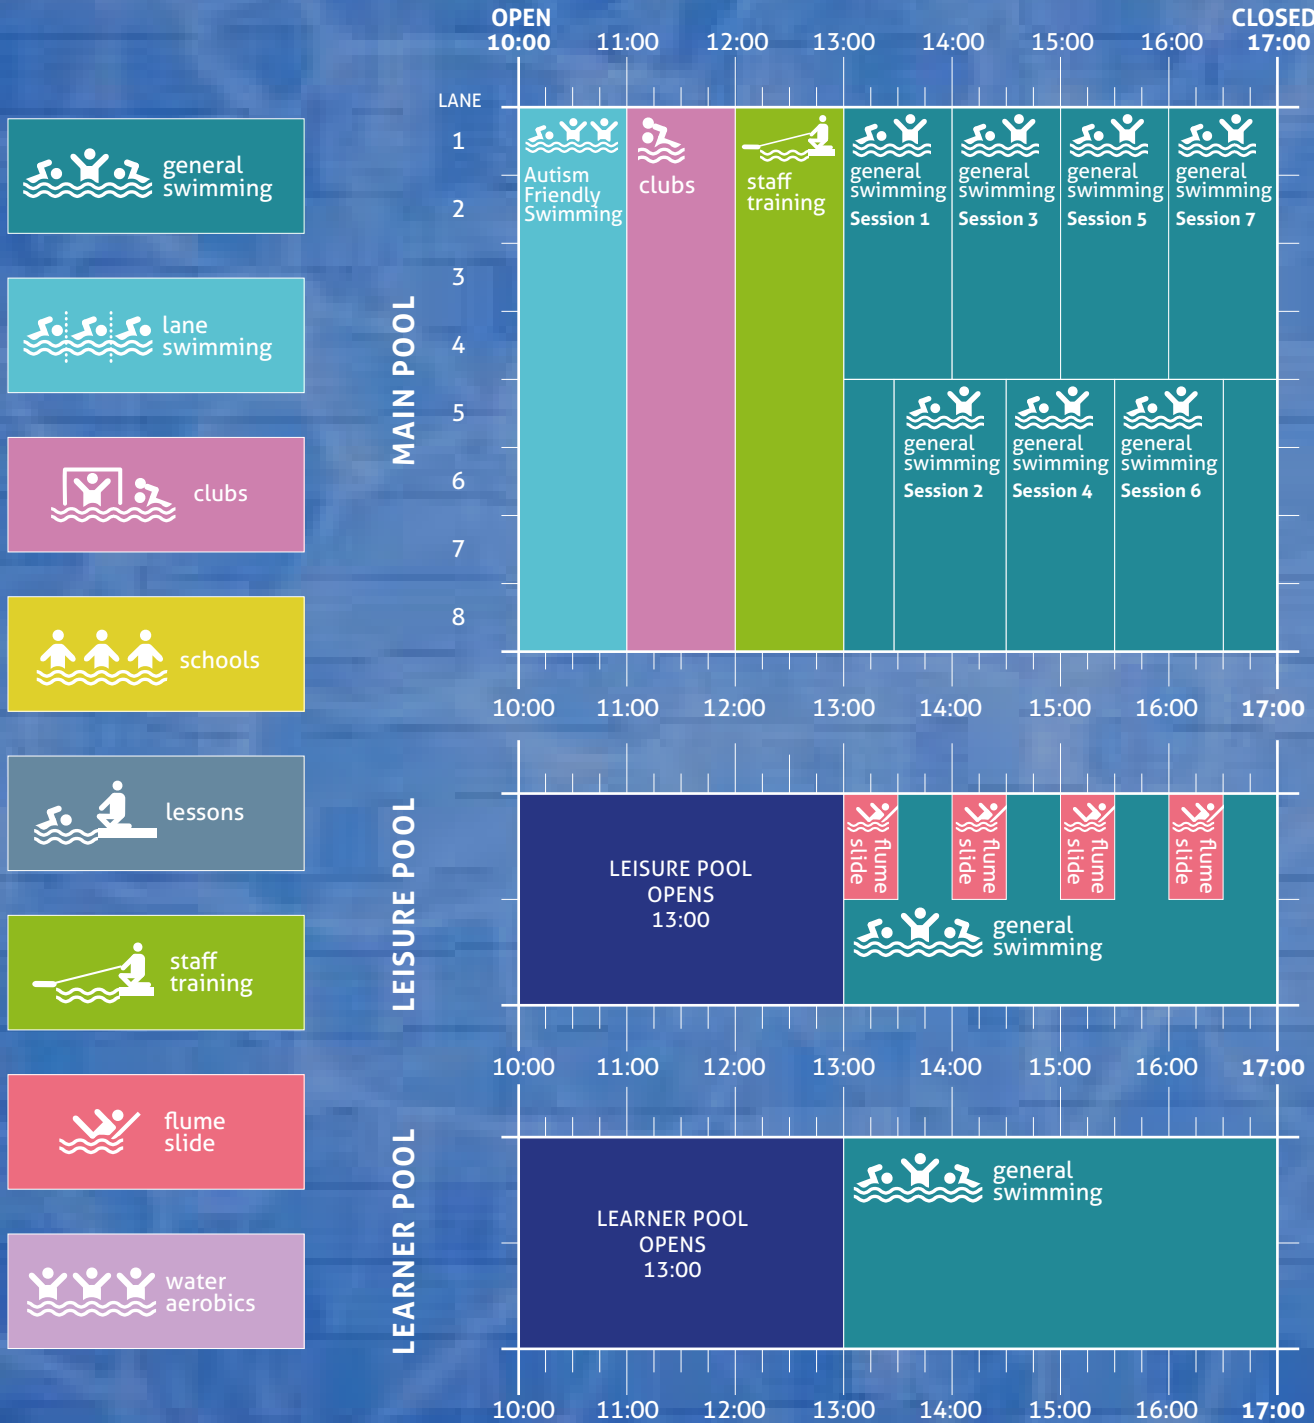 OPEN
CLOSED
10:00 11:00 12:00 13:00 14:00 15:00 16:00 17:00
general
swimming
lane
swimming
clubs
schools
lessons
staff
training
flume
slide
water
aerobics
MAIN POOL
LANE
1
2
3
4
5
6
7
8
Autism
Friendly
Swimming
clubs
staff
training
general
swimming
Session 1
general
swimming
Session 3
general
swimming
Session 5
general
swimming
Session 7
general
swimming
Session 2
general
swimming
Session 4
general
swimming
Session 6
10:00 11:00 12:00 13:00 14:00 15:00 16:00 17:00
LEISURE POOL
LEISURE POOL
OPENS
13:00
flume
slide
flume
slide
flume
slide
flume
slide
general
swimming
10:00 11:00 12:00 13:00 14:00 15:00 16:00 17:00
LEARNER POOL
LEARNER POOL
OPENS
13:00
general
swimming
10:00 11:00 12:00 13:00 14:00 15:00 16:00 17:00